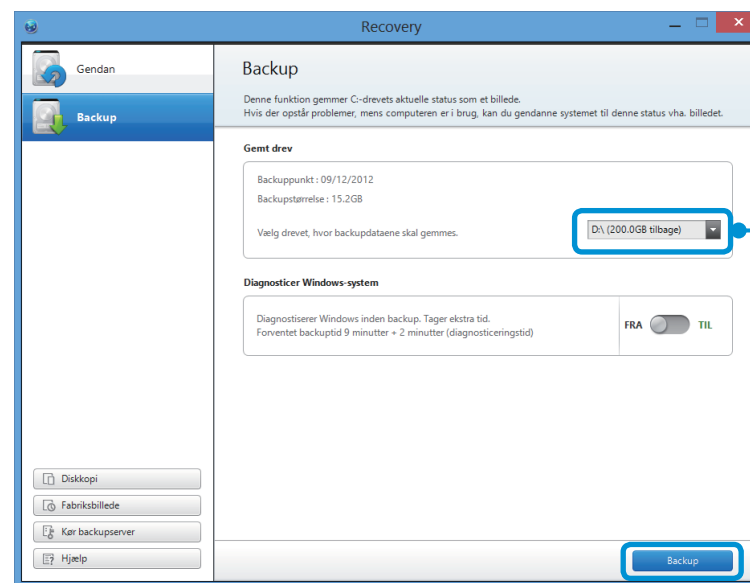 Recovery
Gendan
Backup
Backup
Denne funktion gemmer C:-drevets aktuelle status som et billede.
Hvis der opstår problemer, mens computeren er i brug, kan du gendanne systemet til denne status vha. billedet.
Gemt drev
Backuppunkt : 09/12/2012
Backupstørrelse : 15.2GB
Vælg drevet, hvor backupdataene skal gemmes.
D:\ (200.0GB tilbage)
Diagnosticer Windows-system
Diagnostiserer Windows inden backup. Tager ekstra tid.
Forventet backuptid 9 minutter + 2 minutter (diagnosticeringstid)
FRA TIL
Diskkopi
Fabriksbillede
Kør backupserver
Hjælp
Backup